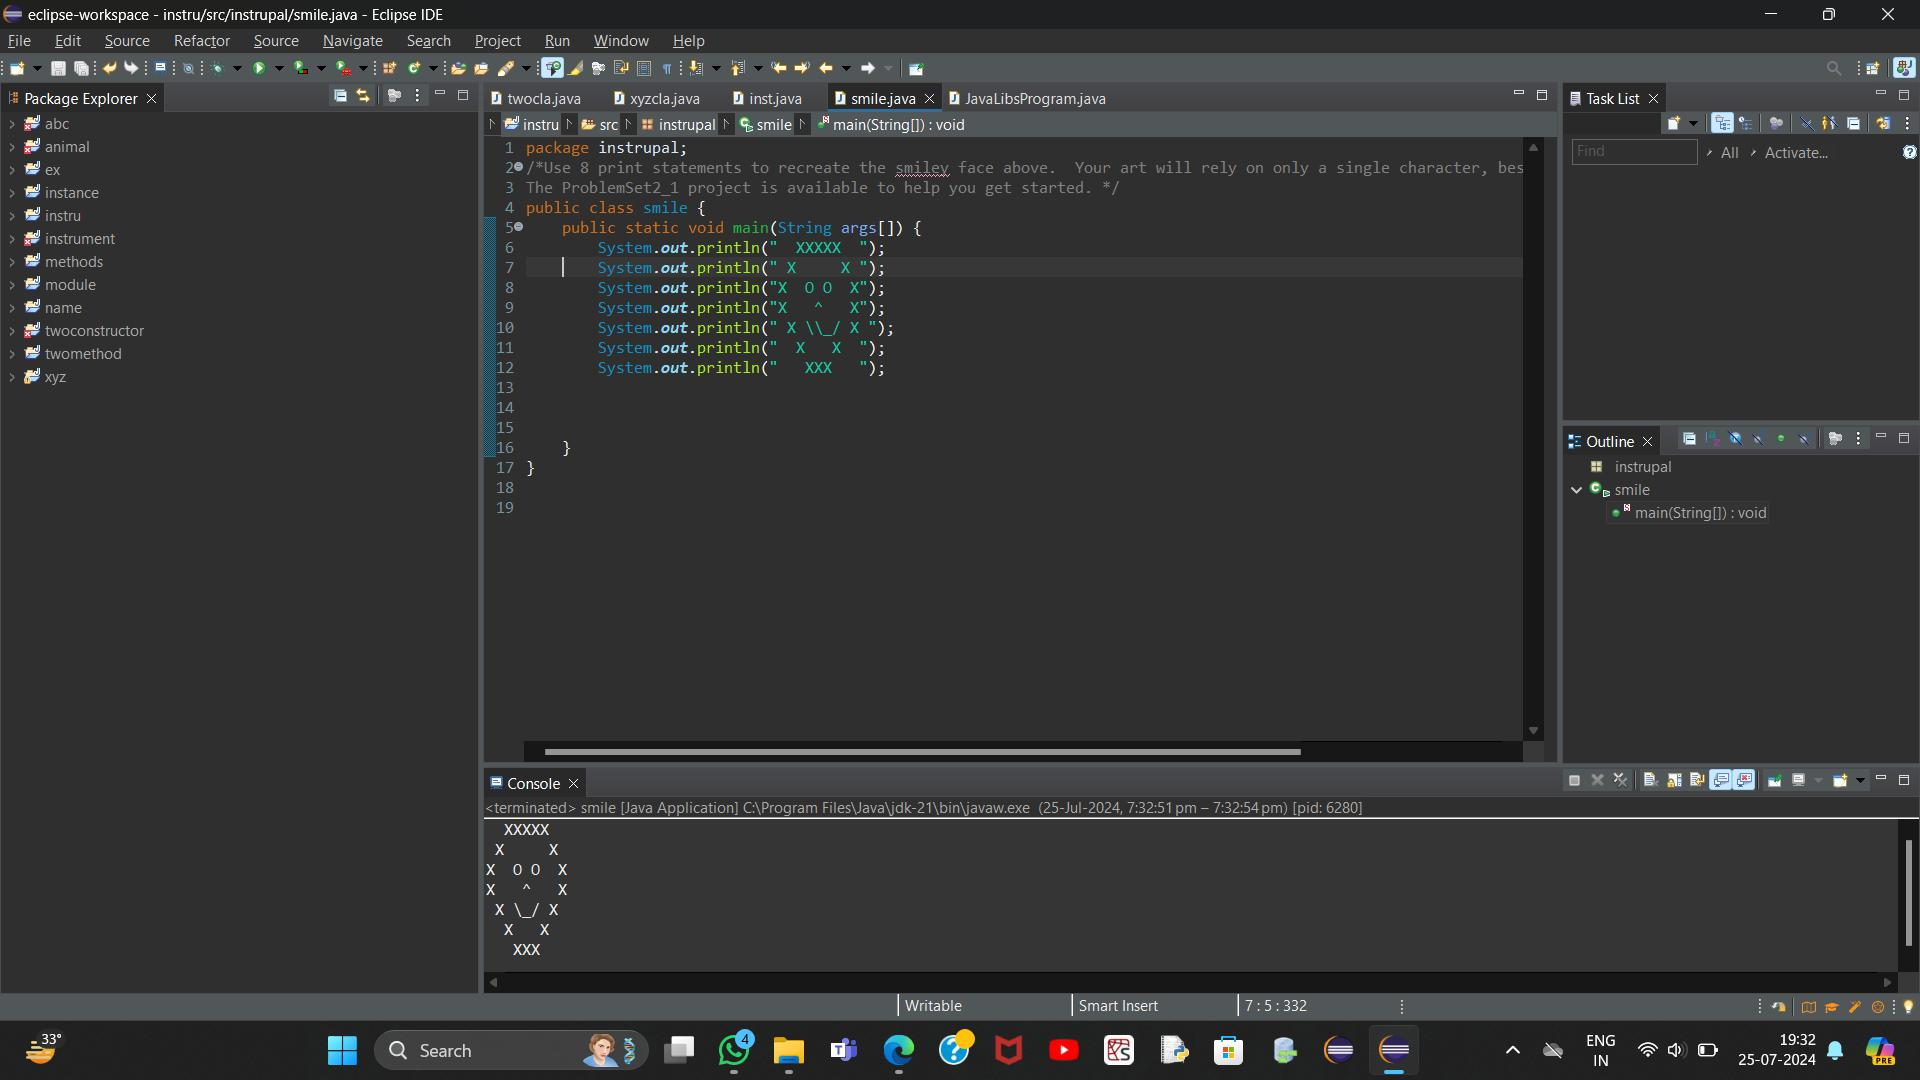 eclipse-workspace - instru/src/instrupal/smile.java - Eclipse IDE
File Edit Source Refactor Source Navigate Search Project Run Window Help
Package Explorer
abc
animal
ex
instance
instru
instrument
methods
module
name
twoconstructor
twomethod
xyz
twocla.java xyzcla.java inst.java smile.java JavaLibsProgram.java
instru src instrupal smile main(String[]) : void
1 package instrupal;
2 /*Use 8 print statements to recreate the smiley face above.  Your art will rely on only a single character, bes
3 The ProblemSet2_1 project is available to help you get started. */
4 public class smile {
5     public static void main(String args[]) {
6         System.out.println("  XXXXX  ");
7         System.out.println(" X     X ");
8         System.out.println("X  O O  X");
9         System.out.println("X   ^   X");
10         System.out.println(" X \\_/ X ");
11         System.out.println("  X   X  ");
12         System.out.println("   XXX   ");
13
14
15
16     }
17 }
18
19
Task List
Find All Activate...
Outline
instrupal
smile
main(String[]) : void
Console
<terminated> smile [Java Application] C:\Program Files\Java\jdk-21\bin\javaw.exe (25-Jul-2024, 7:32:51 pm – 7:32:54 pm) [pid: 6280]
  XXXXX
 X     X
X  O O  X
X   ^   X
 X \_/ X
  X   X
   XXX
Writable Smart Insert 7 : 5 : 332
33°
Search
4
ENG
IN
19:32
25-07-2024
PRE